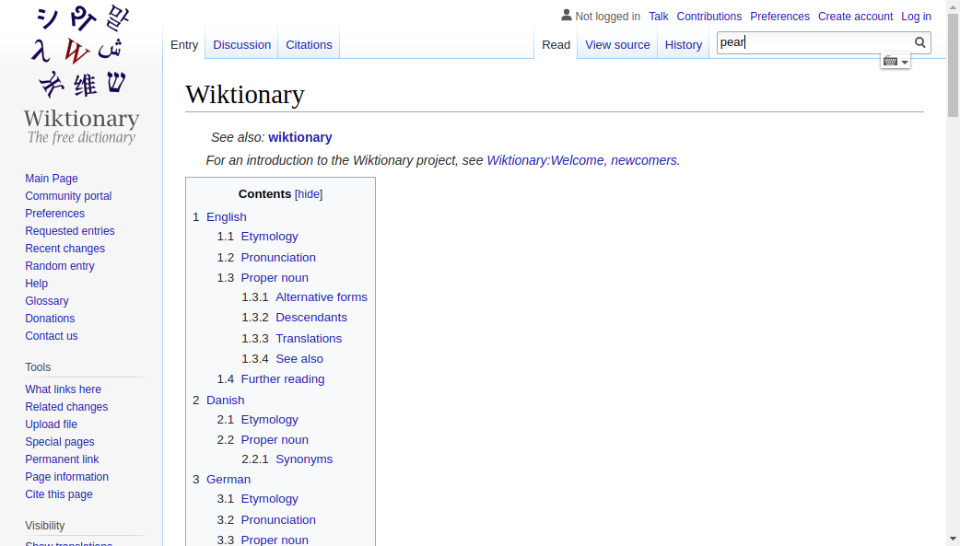 シ ዊ 말
λ W ش
维 ש
Wiktionary
The free dictionary
Not logged in Talk Contributions Preferences Create account Log in
Entry Discussion Citations Read View source History pear
Wiktionary
See also: wiktionary
For an introduction to the Wiktionary project, see Wiktionary:Welcome, newcomers.
Main Page
Community portal
Preferences
Requested entries
Recent changes
Random entry
Help
Glossary
Donations
Contact us
Tools
What links here
Related changes
Upload file
Special pages
Permanent link
Page information
Cite this page
Visibility
Show translations
Contents [hide]
1 English
1.1 Etymology
1.2 Pronunciation
1.3 Proper noun
1.3.1 Alternative forms
1.3.2 Descendants
1.3.3 Translations
1.3.4 See also
1.4 Further reading
2 Danish
2.1 Etymology
2.2 Proper noun
2.2.1 Synonyms
3 German
3.1 Etymology
3.2 Pronunciation
3.3 Proper noun